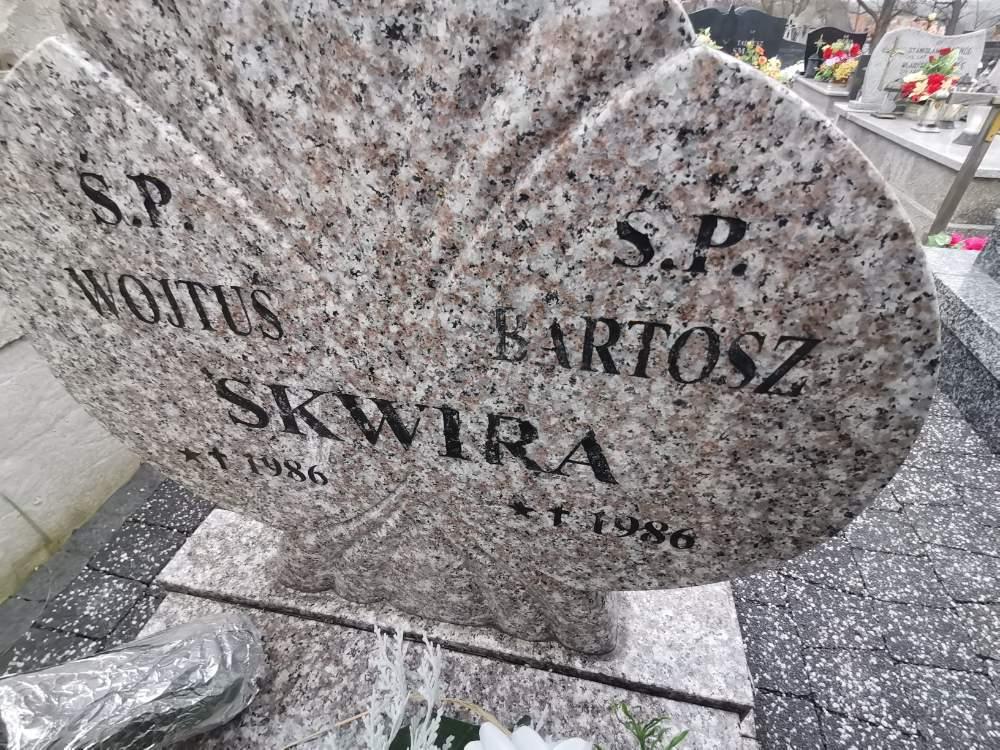 Ś.P.
WOJTUŚ
Ś.P.
BARTOSZ
SKWIRA
★✝ 1986
★✝ 1986